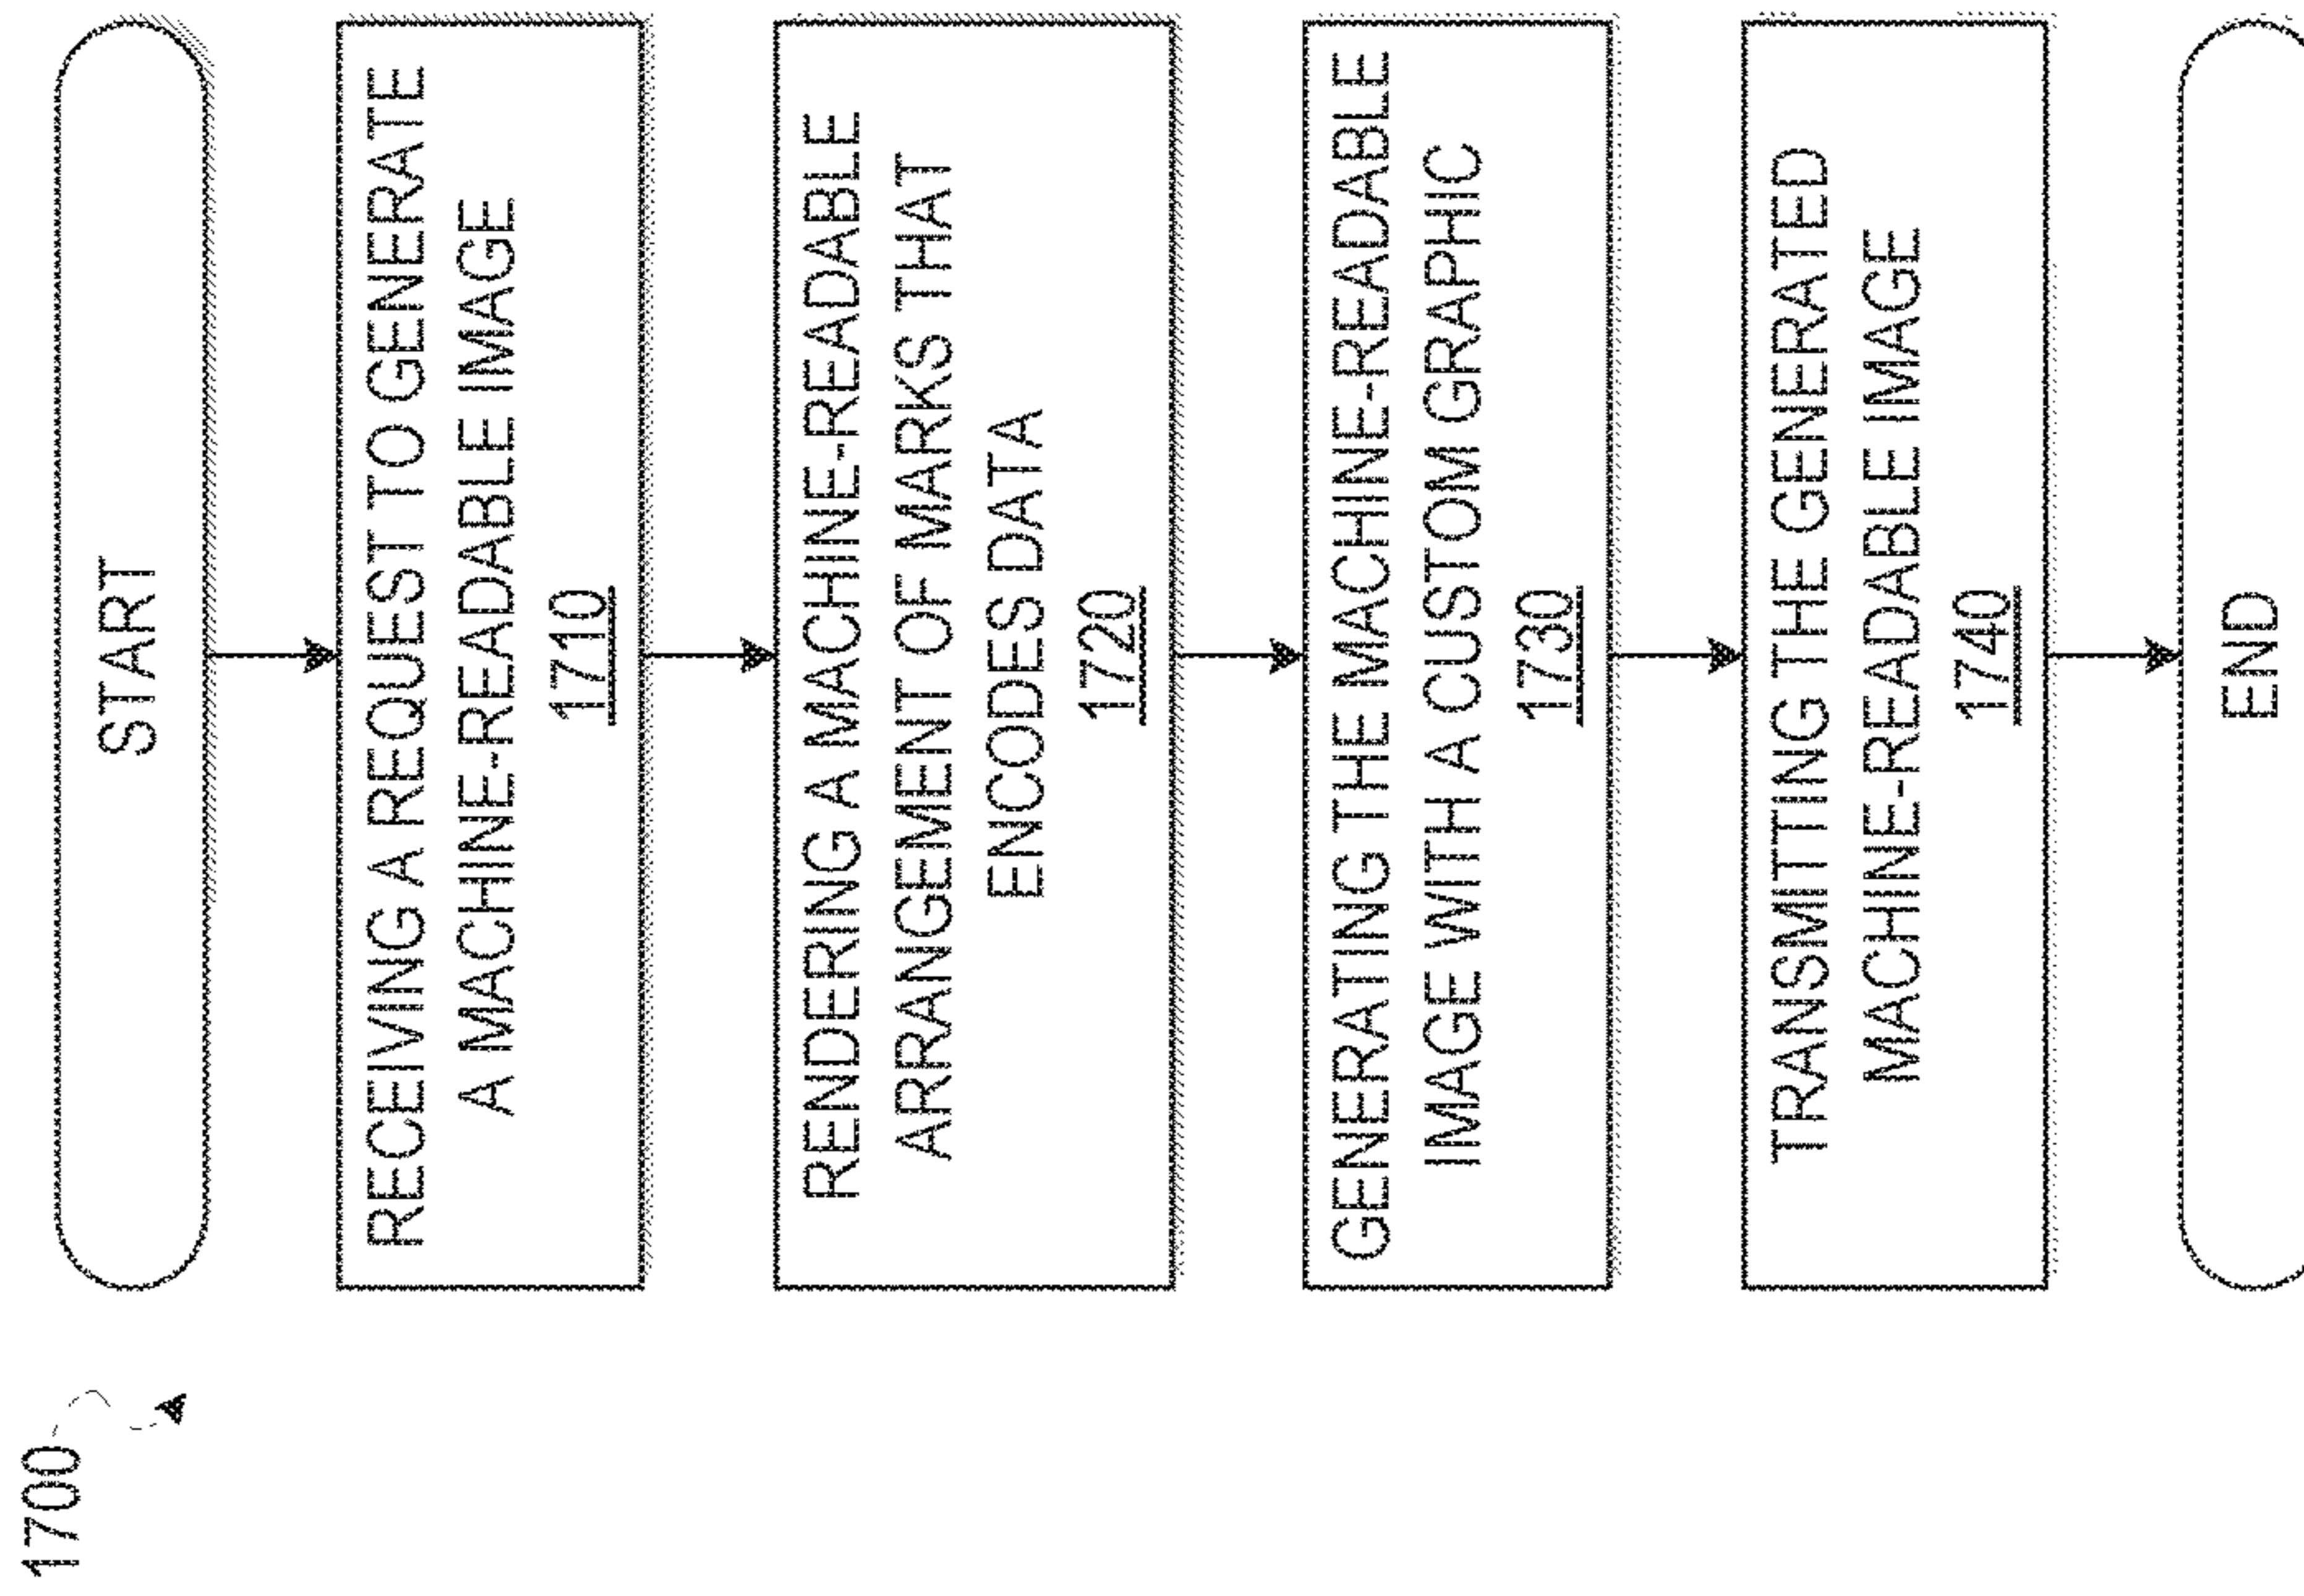 1700
START
RECEIVING A REQUEST TO GENERATE
A MACHINE-READABLE IMAGE
1710
RENDERING A MACHINE-READABLE
ARRANGEMENT OF MARKS THAT
ENCODES DATA
1720
GENERATING THE MACHINE-READABLE
IMAGE WITH A CUSTOM GRAPHIC
1730
TRANSMITTING THE GENERATED
MACHINE-READABLE IMAGE
1740
END